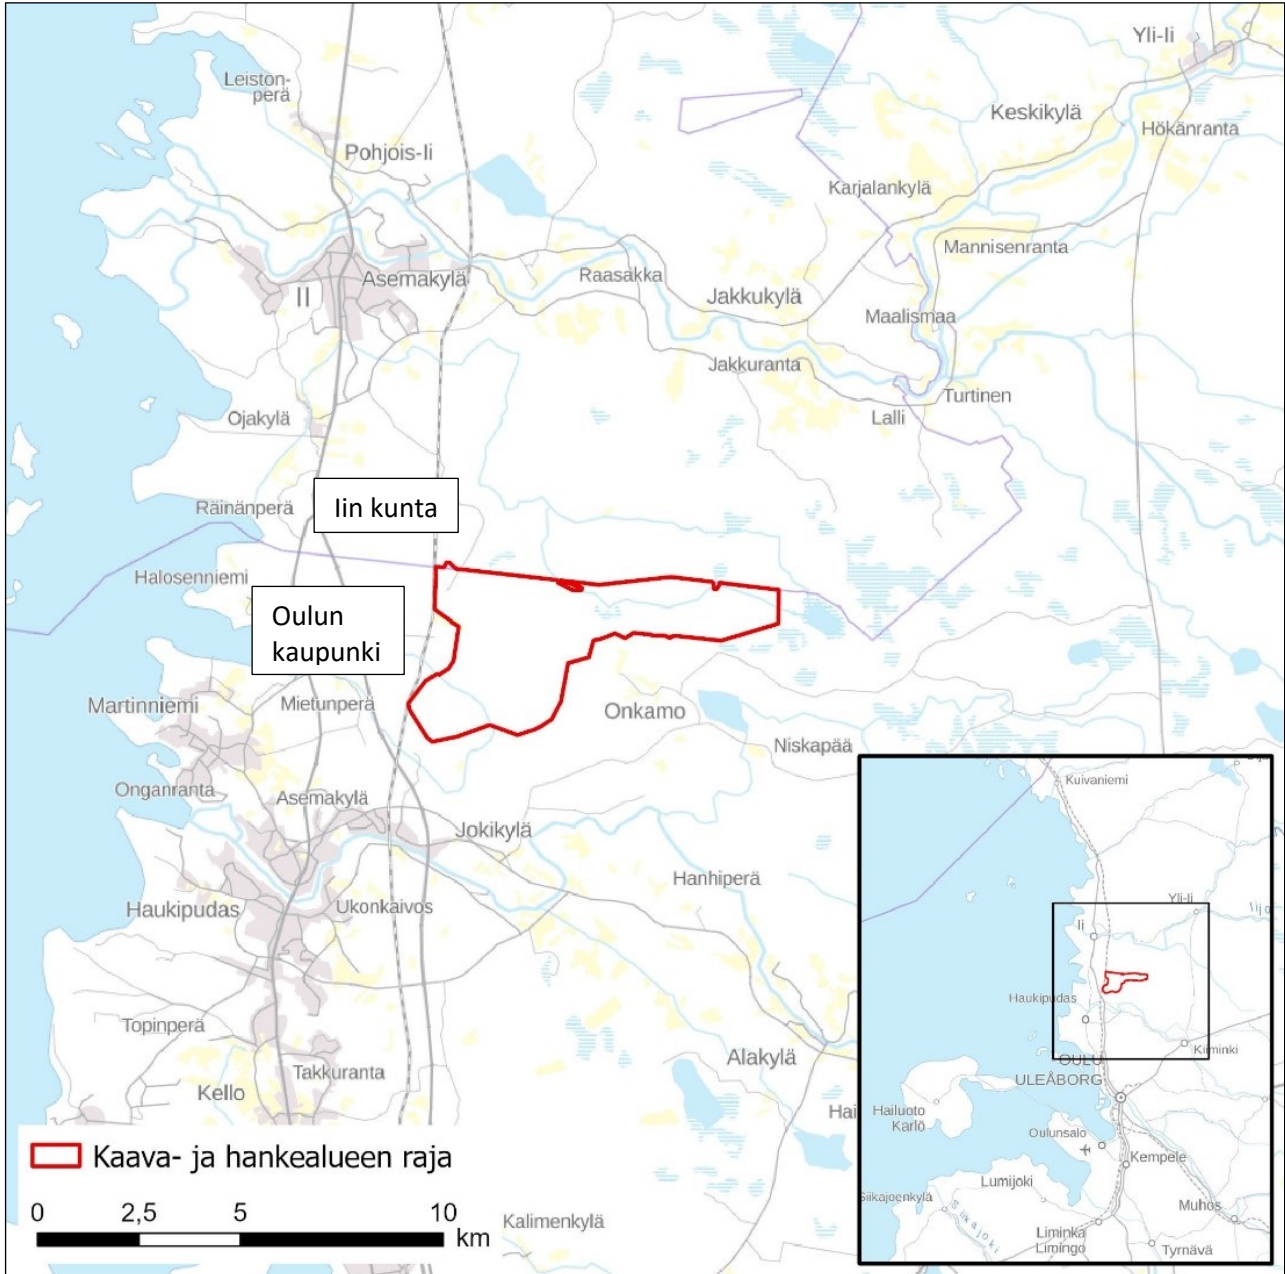 Yli-Ii
Leiston-
perä
Keskikylä
Hökänranta
Pohjois-Ii
Karjalankylä
Mannisenranta
Asemakylä
Raasakka
II
Jakkukylä
Maalismaa
Jakkuranta
Turtinen
Lalli
Ojakylä
Räinänperä
Iin kunta
Halosenniemi
Oulun
kaupunki
Martinniemi
Mietunperä
Onkamo
Niskapää
Onganranta
Asemakylä
Jokikylä
Hanhiperä
Haukipudas
Ukonkaivos
Topinperä
Alakylä
Takkuranta
Kello
Hai
Kalimenkylä
Kaava- ja hankealueen raja
0 2,5 5 10
km
Kuivaniemi
Yli-Ii
Iijo
Ii
Haukipudas
Kiiminki
OULU
ULEÅBORG
Hailuoto
Karlö
Oulunsalo
Kempele
Lumijoki
Siikajoenkylä
Siikajoki
Muhos
Liminka
Limingo
Tyrnävä